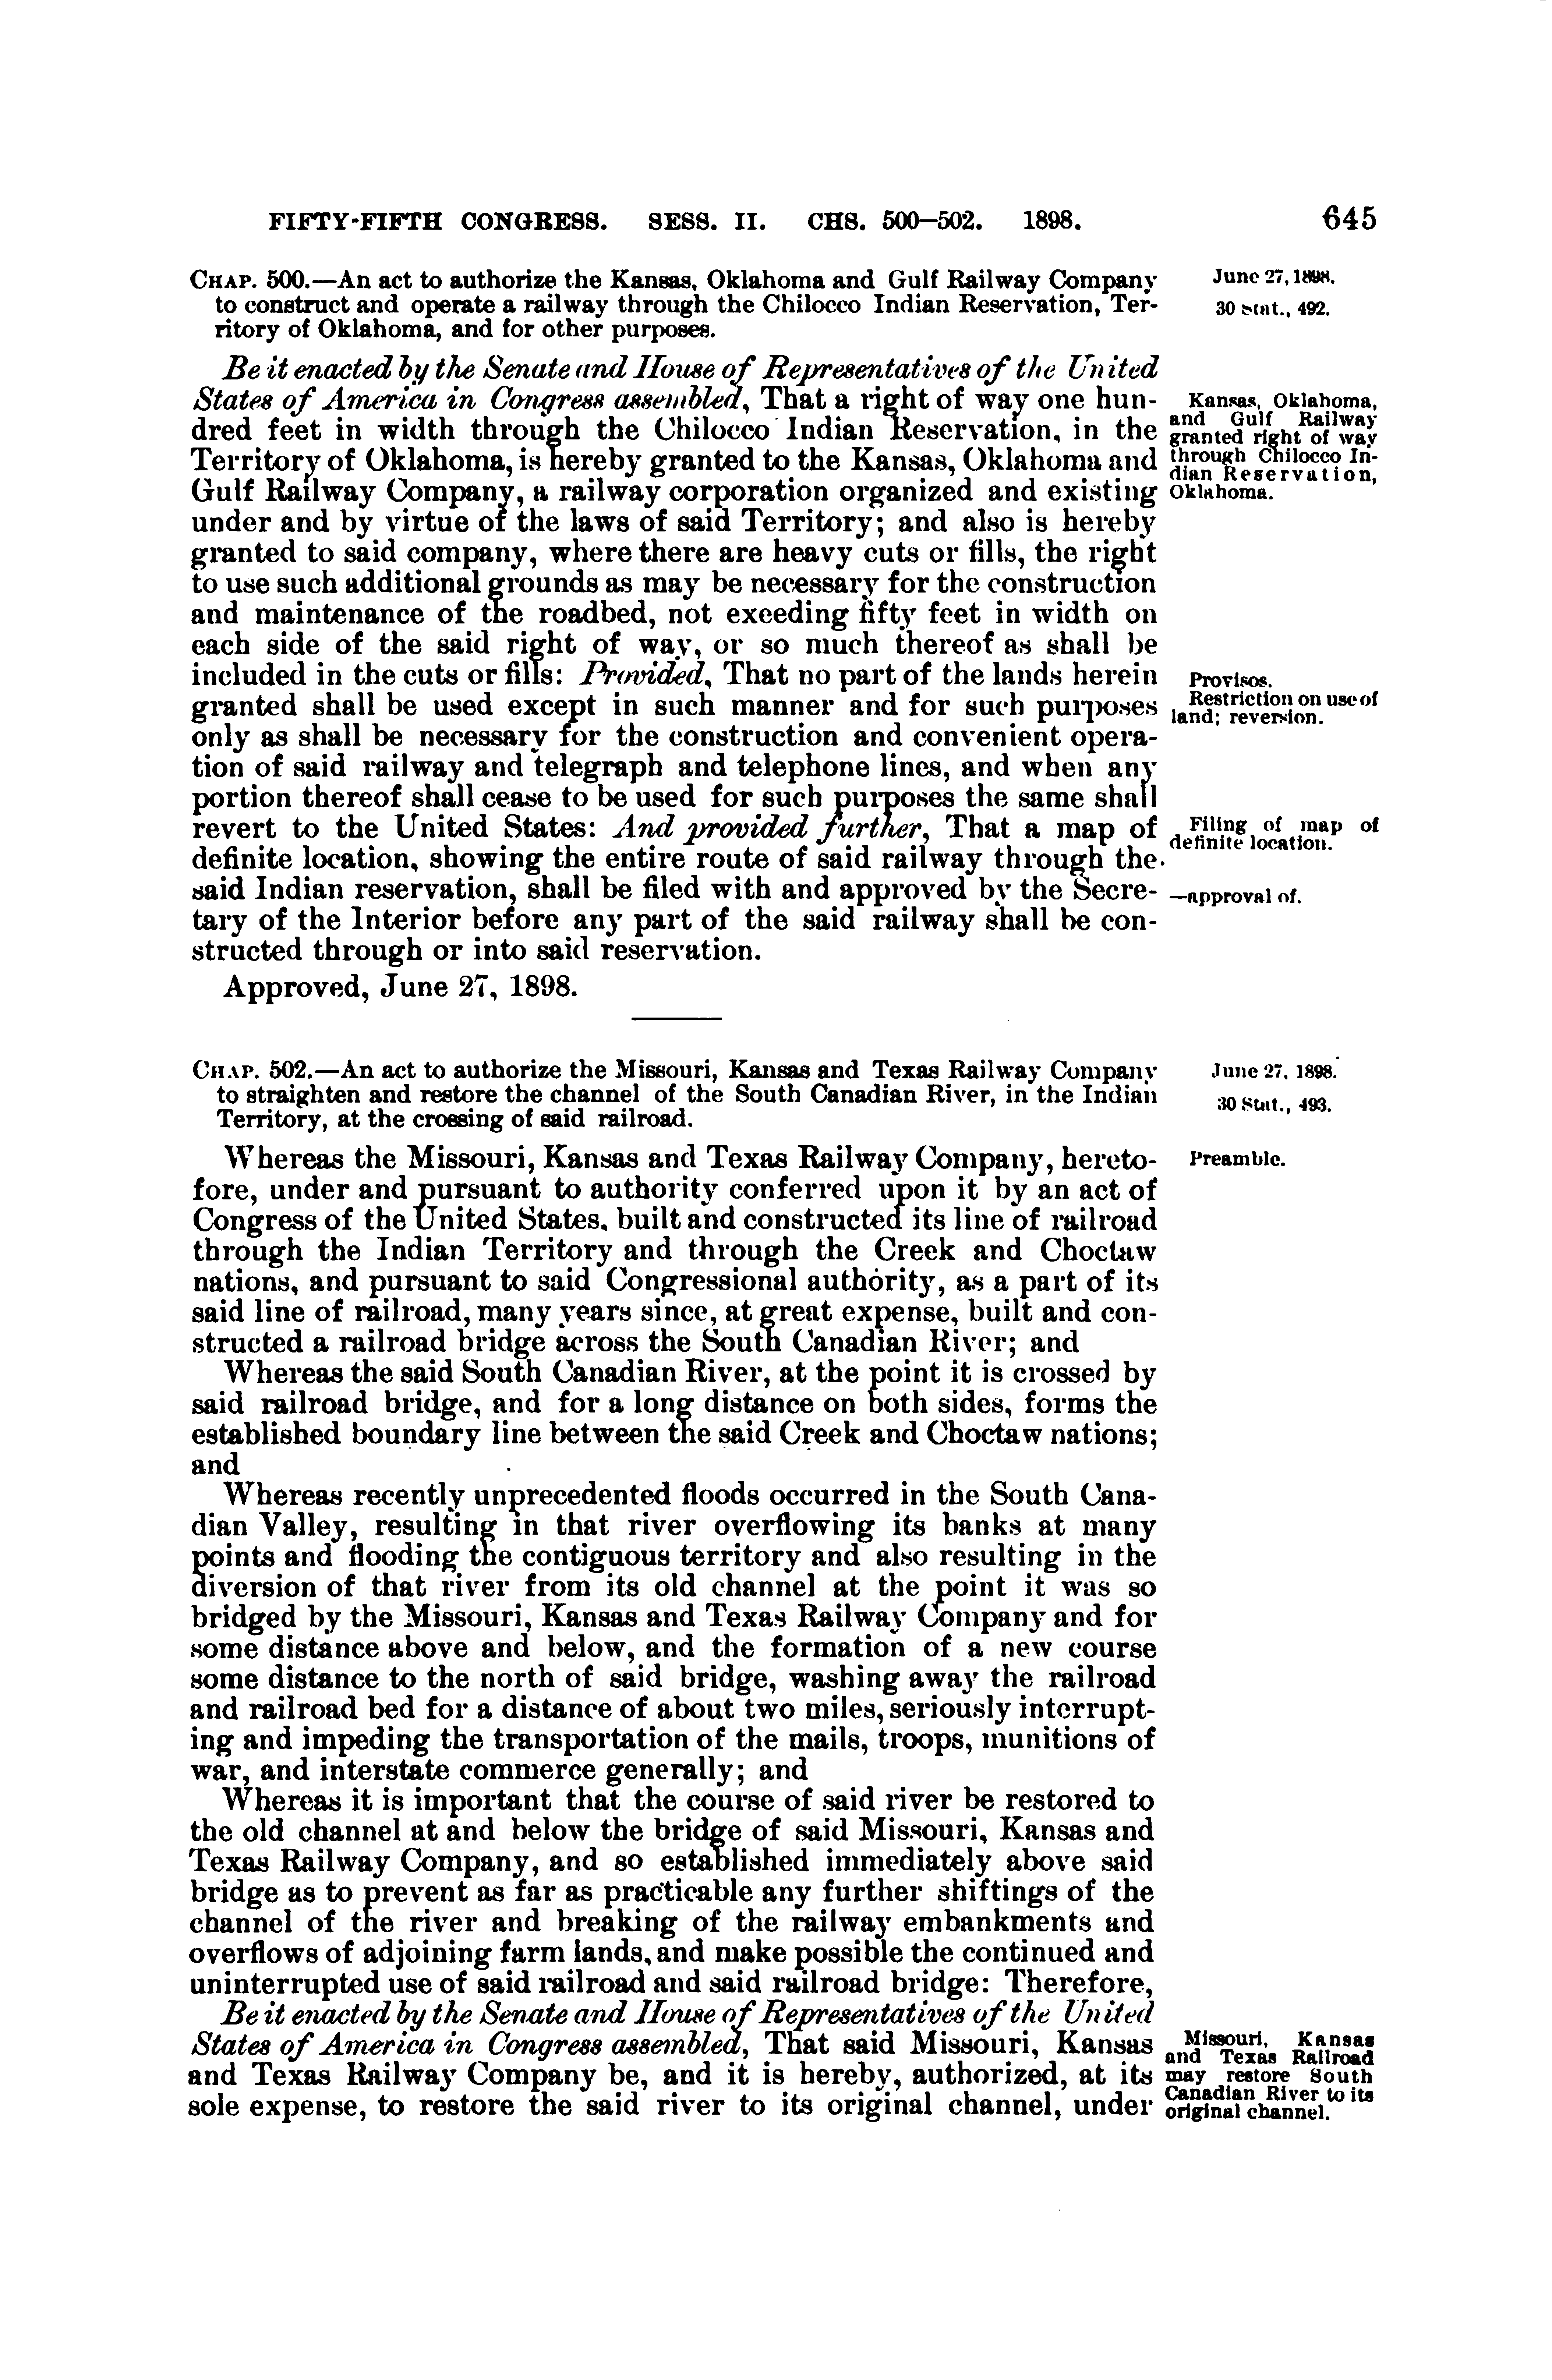 FIFTY-FIFTH CONGRESS. SESS. II. CHS. 500–502. 1898. 645
CHAP. 500.—An act to authorize the Kansas, Oklahoma and Gulf Railway Company
to construct and operate a railway through the Chilocco Indian Reservation, Ter-
ritory of Oklahoma, and for other purposes.
June 27, 1898.
30 Stat., 492.
Be it enacted by the Senate and House of Representatives of the United
States of America in Congress assembled, That a right of way one hun-
dred feet in width through the Chilocco Indian Reservation, in the
Territory of Oklahoma, is hereby granted to the Kansas, Oklahoma and
Gulf Railway Company, a railway corporation organized and existing
under and by virtue of the laws of said Territory; and also is hereby
granted to said company, where there are heavy cuts or fills, the right
to use such additional grounds as may be necessary for the construction
and maintenance of the roadbed, not exceeding fifty feet in width on
each side of the said right of way, or so much thereof as shall be
included in the cuts or fills: Provided, That no part of the lands herein
granted shall be used except in such manner and for such purposes
only as shall be necessary for the construction and convenient opera-
tion of said railway and telegraph and telephone lines, and when any
portion thereof shall cease to be used for such purposes the same shall
revert to the United States: And provided further, That a map of
definite location, showing the entire route of said railway through the
said Indian reservation, shall be filed with and approved by the Secre-
tary of the Interior before any part of the said railway shall be con-
structed through or into said reservation.
Approved, June 27, 1898.
Kansas, Oklahoma,
and Gulf Railway
granted right of way
through Chilocco In-
dian Reservation,
Oklahoma.
Provisos.
Restriction on use of
land; reversion.
Filing of map of
definite location.
—approval of.
CHAP. 502.—An act to authorize the Missouri, Kansas and Texas Railway Company
to straighten and restore the channel of the South Canadian River, in the Indian
Territory, at the crossing of said railroad.
June 27, 1898.
30 Stat., 493.
Whereas the Missouri, Kansas and Texas Railway Company, hereto-
fore, under and pursuant to authority conferred upon it by an act of
Congress of the United States, built and constructed its line of railroad
through the Indian Territory and through the Creek and Choctaw
nations, and pursuant to said Congressional authority, as a part of its
said line of railroad, many years since, at great expense, built and con-
structed a railroad bridge across the South Canadian River; and
Whereas the said South Canadian River, at the point it is crossed by
said railroad bridge, and for a long distance on both sides, forms the
established boundary line between the said Creek and Choctaw nations;
and
Whereas recently unprecedented floods occurred in the South Cana-
dian Valley, resulting in that river overflowing its banks at many
points and flooding the contiguous territory and also resulting in the
diversion of that river from its old channel at the point it was so
bridged by the Missouri, Kansas and Texas Railway Company and for
some distance above and below, and the formation of a new course
some distance to the north of said bridge, washing away the railroad
and railroad bed for a distance of about two miles, seriously interrupt-
ing and impeding the transportation of the mails, troops, munitions of
war, and interstate commerce generally; and
Whereas it is important that the course of said river be restored to
the old channel at and below the bridge of said Missouri, Kansas and
Texas Railway Company, and so established immediately above said
bridge as to prevent as far as practicable any further shiftings of the
channel of the river and breaking of the railway embankments and
overflows of adjoining farm lands, and make possible the continued and
uninterrupted use of said railroad and said railroad bridge: Therefore,
Be it enacted by the Senate and House of Representatives of the United
States of America in Congress assembled, That said Missouri, Kansas
and Texas Railway Company be, and it is hereby, authorized, at its
sole expense, to restore the said river to its original channel, under
Preamble.
Missouri, Kansas
and Texas Railroad
may restore South
Canadian River to its
original channel.